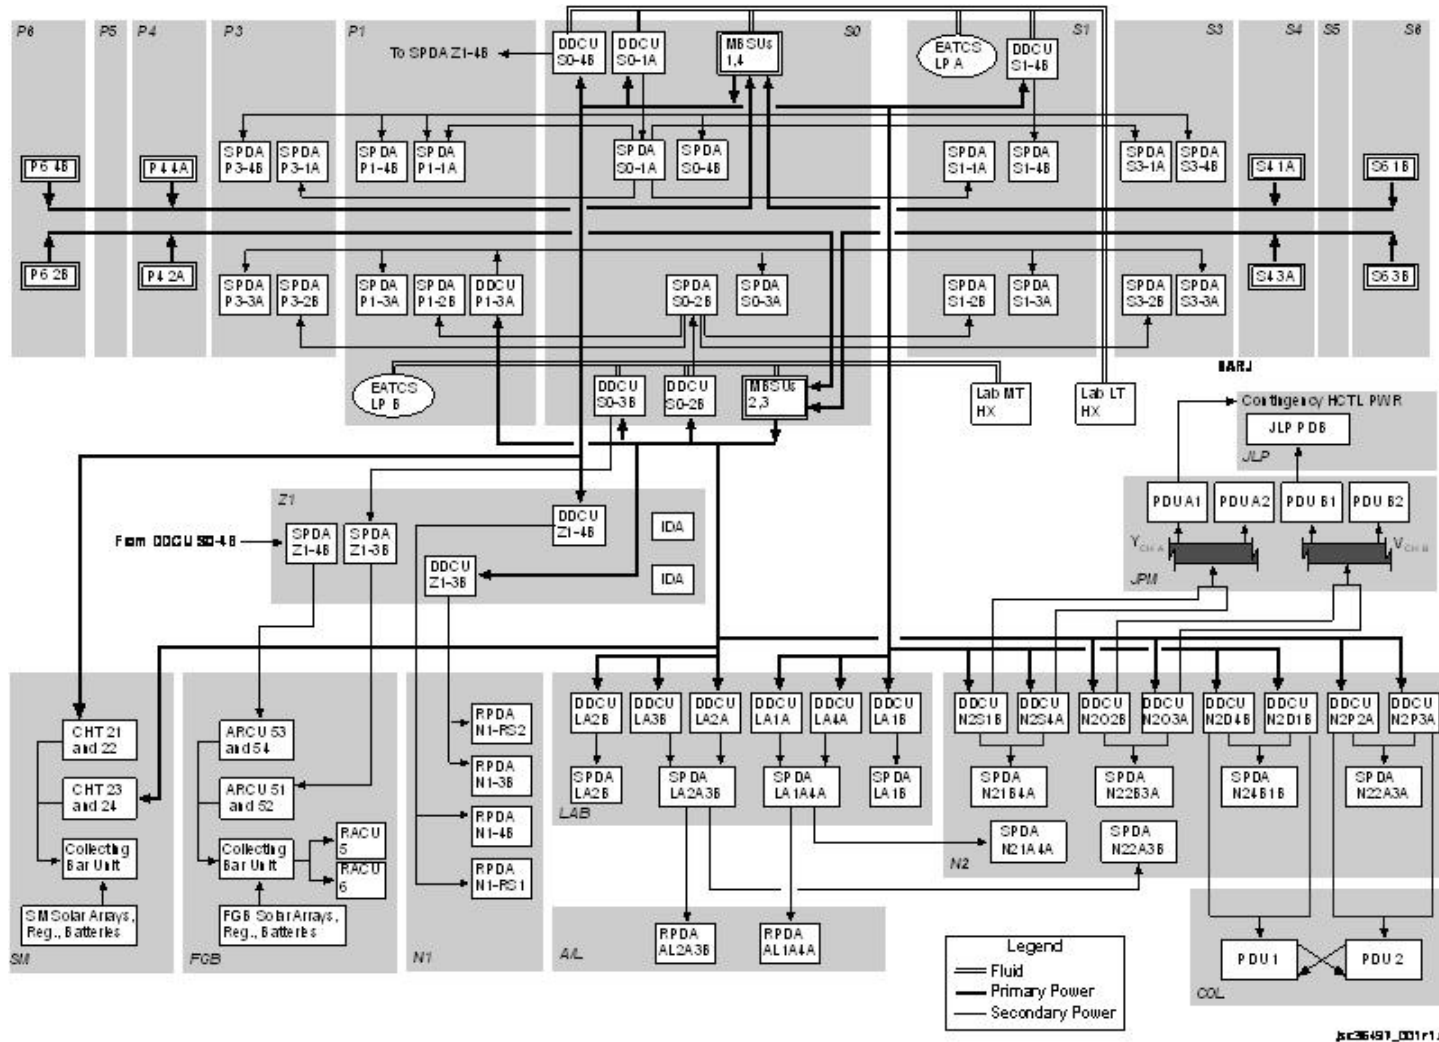 P6
P5
P4
P3
P1
S0
S1
S3
S4
S5
S6
To SPDA Z1-4B
DDCU
S0-4B
DDCU
S0-1A
MBSUs
1,4
EATCS
LP A
DDCU
S1-4B
SPDA
P3-4B
SPDA
P3-1A
SPDA
P1-4B
SPDA
P1-1A
SPDA
S0-1A
SPDA
S0-4B
SPDA
S1-1A
SPDA
S1-4B
SPDA
S3-1A
SPDA
S3-4B
P6 4B
P4 4A
S4 1A
S6 1B
P6 2B
P4 2A
S4 3A
S6 3B
SPDA
P3-3A
SPDA
P3-2B
SPDA
P1-3A
SPDA
P1-2B
DDCU
P1-3A
SPDA
S0-2B
SPDA
S0-3A
SPDA
S1-2B
SPDA
S1-3A
SPDA
S3-2B
SPDA
S3-3A
EATCS
LP B
DDCU
S0-3B
DDCU
S0-2B
MBSUs
2,3
Lab MT
HX
Lab LT
HX
Contingency HCTL PWR
JLP PDB
JLP
Z1
From DDCU S0-4B
SPDA
Z1-4B
SPDA
Z1-3B
DDCU
Z1-4B
DDCU
Z1-3B
IDA
IDA
PDU A1
PDU A2
PDU B1
PDU B2
JPM
CHT 21
and 22
CHT 23
and 24
Collecting
Bar Unit
SM Solar Arrays,
Reg., Batteries
SM
ARCU 53
and 54
ARCU 51
and 52
Collecting
Bar Unit
RACU
5
RACU
6
FGB Solar Arrays,
Reg., Batteries
FGB
RPDA
N1-RS2
RPDA
N1-3B
RPDA
N1-4B
RPDA
N1-RS1
N1
DDCU
LA2B
DDCU
LA3B
DDCU
LA2A
DDCU
LA1A
DDCU
LA4A
DDCU
LA1B
SPDA
LA2B
SPDA
LA2A3B
SPDA
LA1A4A
SPDA
LA1B
LAB
DDCU
N2S1B
DDCU
N2S4A
DDCU
N2O2B
DDCU
N2O3A
DDCU
N2D4B
DDCU
N2D1B
DDCU
N2P2A
DDCU
N2P3A
SPDA
N21B4A
SPDA
N22B3A
SPDA
N24B1B
SPDA
N22A3A
SPDA
N21A4A
SPDA
N22A3B
N2
RPDA
AL2A3B
RPDA
AL1A4A
A/L
Legend
Fluid
Primary Power
Secondary Power
PDU 1
PDU 2
COL